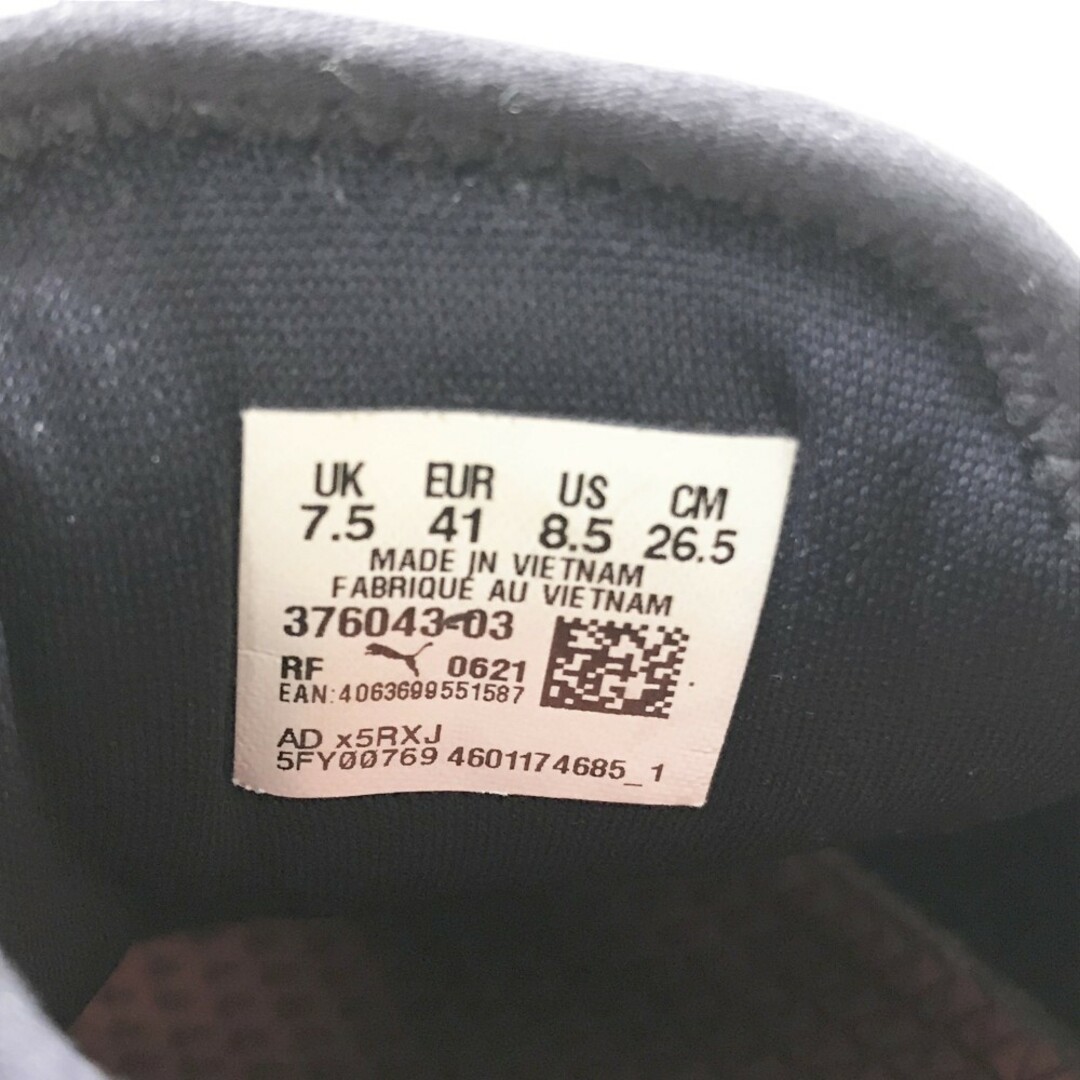 UK EUR US CM
7.5 41 8.5 26.5
MADE IN VIETNAM
FABRIQUÉ AU VIETNAM
376043-03
RF 0621
EAN:4063699551587
AD x5RXJ
5FY00769 4601174685_1